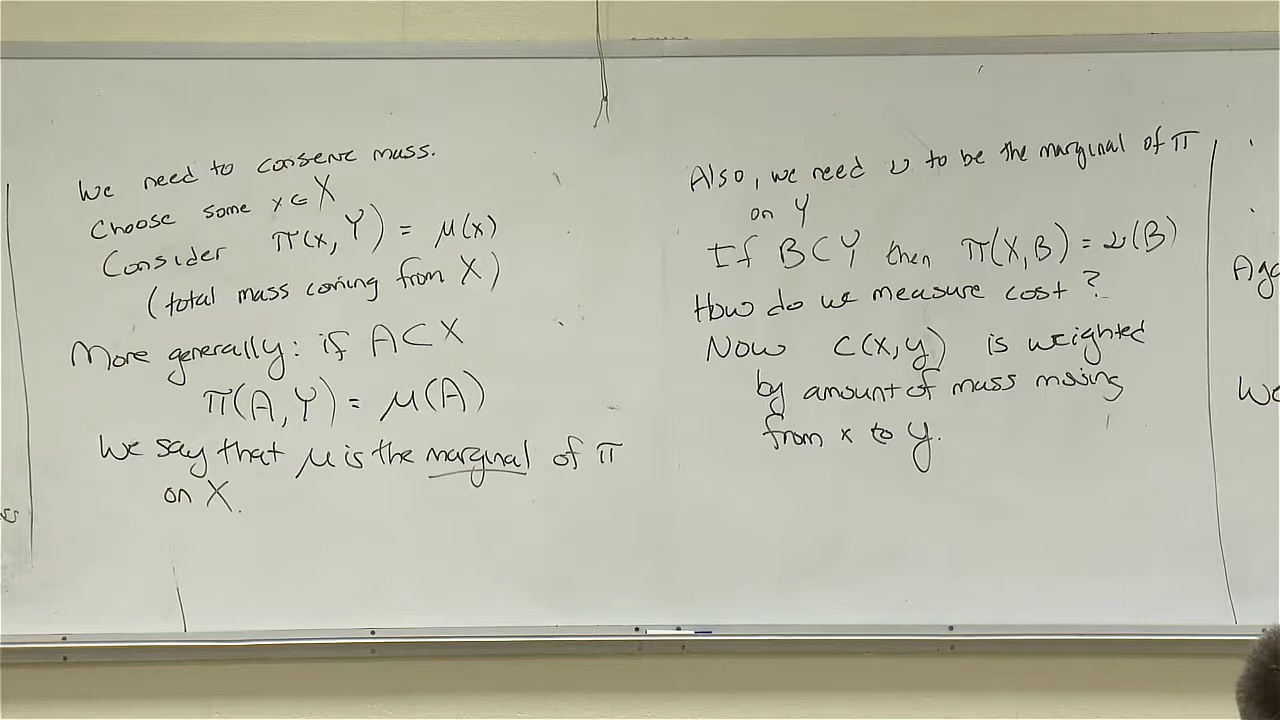 We need to conserve mass.
Choose some x ∈ X
Consider π(x, Y) = μ(x)
(total mass coming from X)
More generally: if A ⊂ X
π(A, Y) = μ(A)
We say that μ is the marginal of π
on X.
Also, we need ν to be the marginal of π
on Y
If B ⊂ Y then π(X, B) = ν(B)
How do we measure cost?
Now c(x, y) is weighted
by amount of mass moving
from x to y.
We